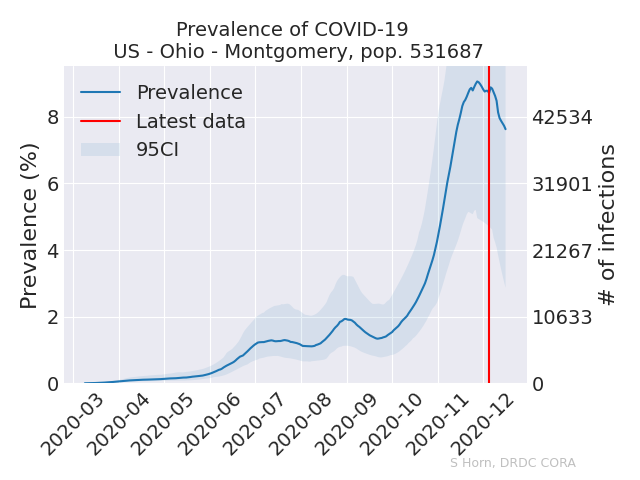 Prevalence of COVID-19
US - Ohio - Montgomery, pop. 531687
Prevalence
Latest data
95CI
Prevalence (%)
8
6
4
2
0
42534
31901
21267
10633
0
# of infections
2020-03
2020-04
2020-05
2020-06
2020-07
2020-08
2020-09
2020-10
2020-11
2020-12
S Horn, DRDC CORA